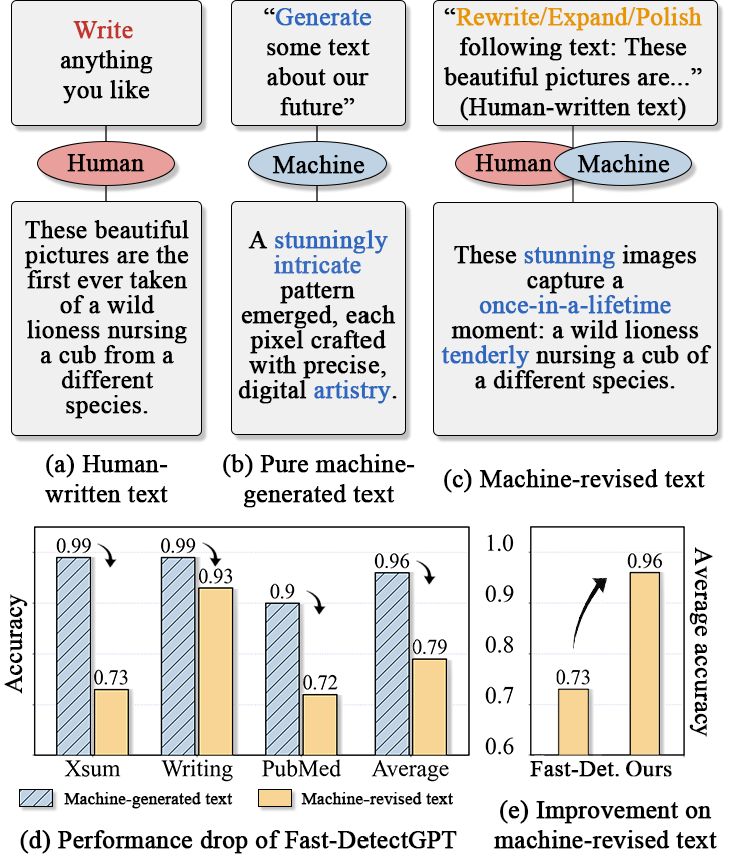 Write
anything
you like
Human
These beautiful
pictures are the
first ever taken
of a wild
lioness nursing
a cub from a
different
species.
(a) Human-
written text
“Generate
some text
about our
future”
Machine
A stunningly
intricate
pattern
emerged, each
pixel crafted
with precise,
digital artistry.
(b) Pure machine-
generated text
“Rewrite/Expand/Polish
following text: These
beautiful pictures are...”
(Human-written text)
Human Machine
These stunning images
capture a
once-in-a-lifetime
moment: a wild lioness
tenderly nursing a cub of
a different species.
(c) Machine-revised text
Accuracy
0.99 0.73
0.99 0.93
0.9 0.72
0.96 0.79
Xsum Writing PubMed Average
Machine-generated text Machine-revised text
(d) Performance drop of Fast-DetectGPT
1.0
0.9
0.8
0.7
0.6
Average accuracy
0.73 0.96
Fast-Det. Ours
(e) Improvement on
machine-revised text